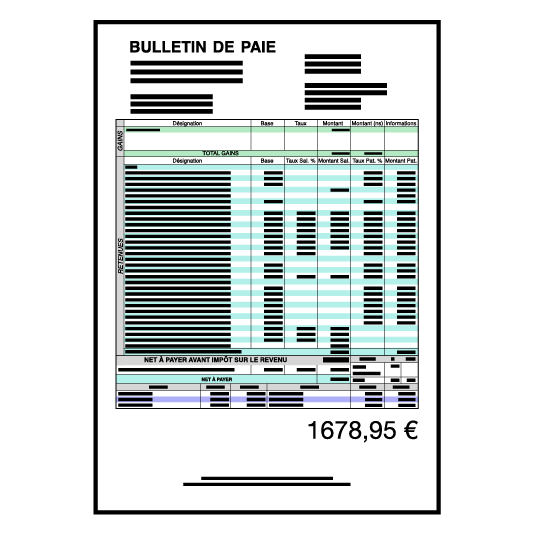 BULLETIN DE PAIE
Désignation Base Taux Montant Montant (ns) Informations
GAINS
TOTAL GAINS
Désignation Base Taux Sal. % Montant Sal. Taux Pat. % Montant Pat.
RETENUES
NET À PAYER AVANT IMPÔT SUR LE REVENU
NET À PAYER
1678,95 €